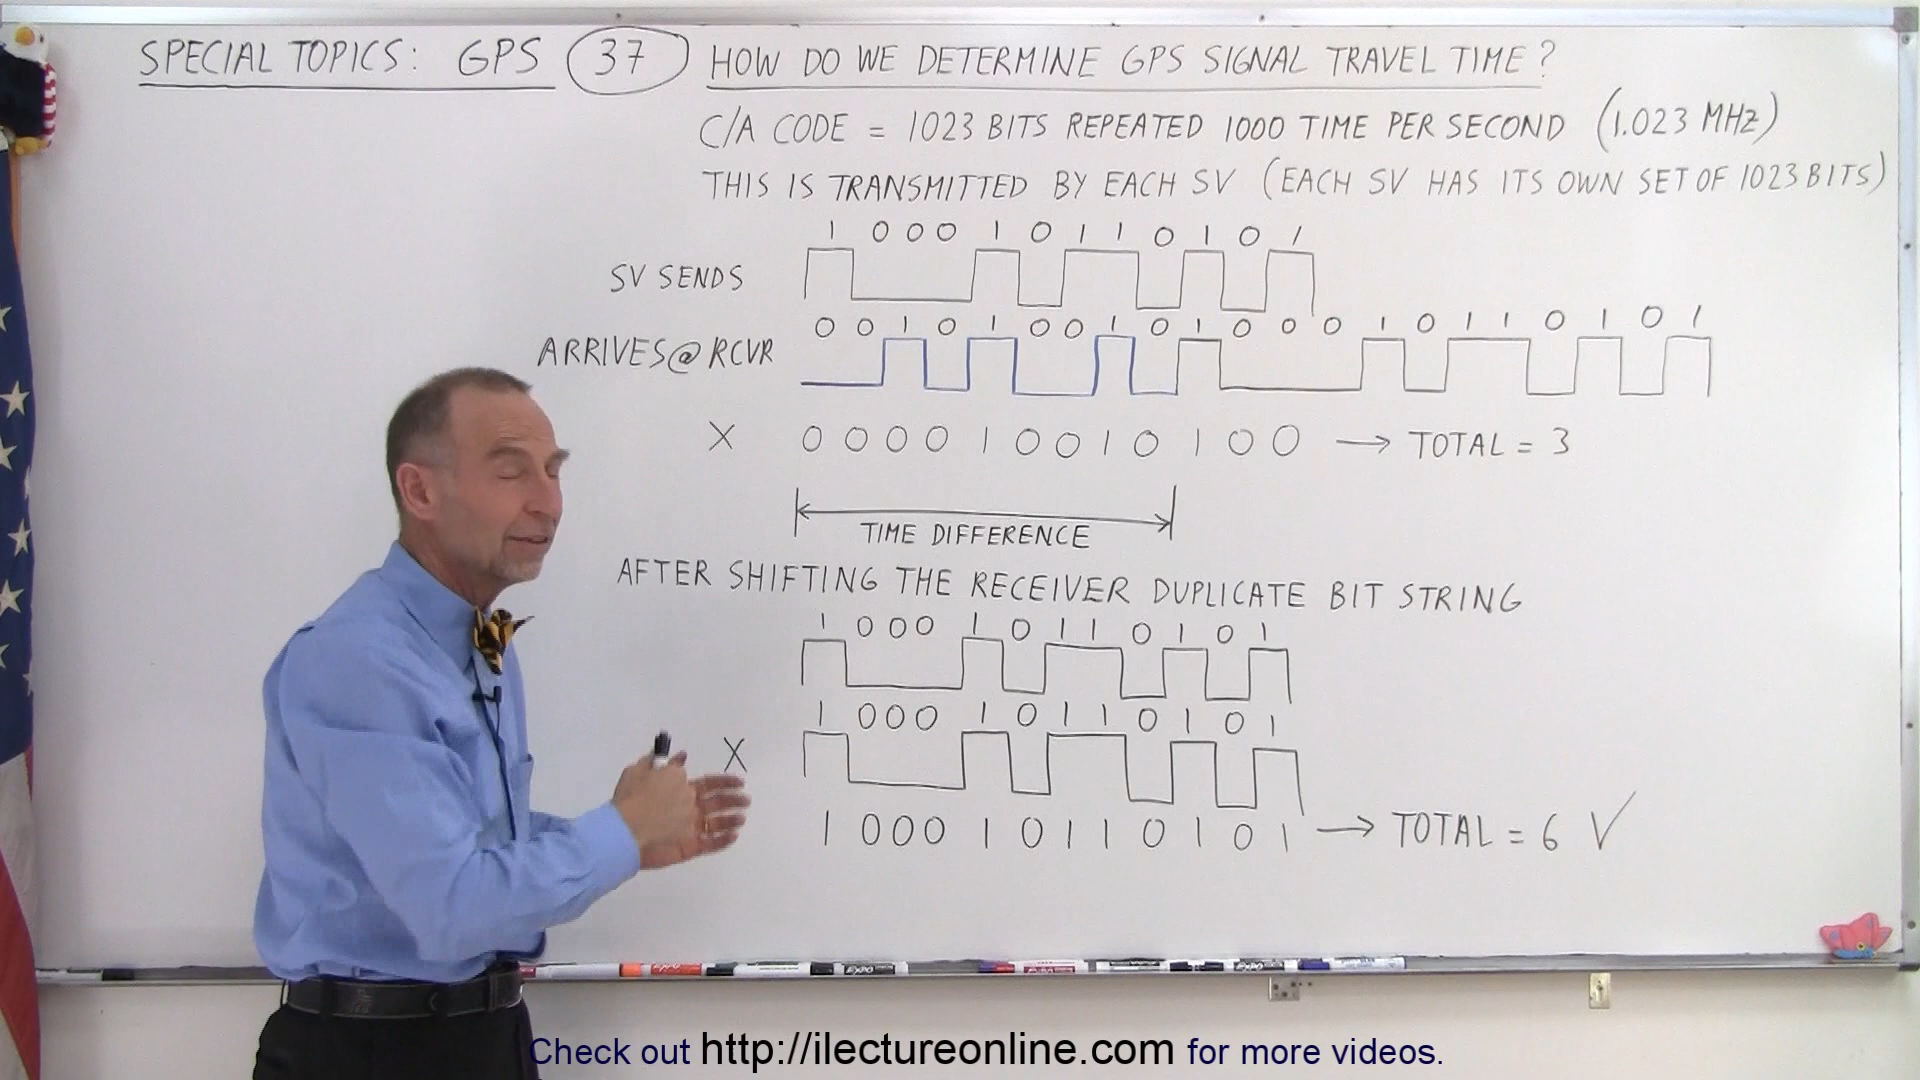 SPECIAL TOPICS: GPS 37 HOW DO WE DETERMINE GPS SIGNAL TRAVEL TIME?
C/A CODE = 1023 BITS REPEATED 1000 TIME PER SECOND (1.023 MHz)
THIS IS TRANSMITTED BY EACH SV (EACH SV HAS ITS OWN SET OF 1023 BITS)
1 0 0 0 1 0 1 1 0 1 0 1
SV SENDS
0 0 1 0 1 0 0 1 0 1 0 0 0 1 0 1 1 0 1 0 1
ARRIVES@RCVR
X 0 0 0 0 1 0 0 1 0 1 0 0 → TOTAL = 3
TIME DIFFERENCE
AFTER SHIFTING THE RECEIVER DUPLICATE BIT STRING
1 0 0 0 1 0 1 1 0 1 0 1
1 0 0 0 1 0 1 1 0 1 0 1
X
1 0 0 0 1 0 1 1 0 1 0 1 → TOTAL = 6 ✓
Check out http://ilectureonline.com for more videos.